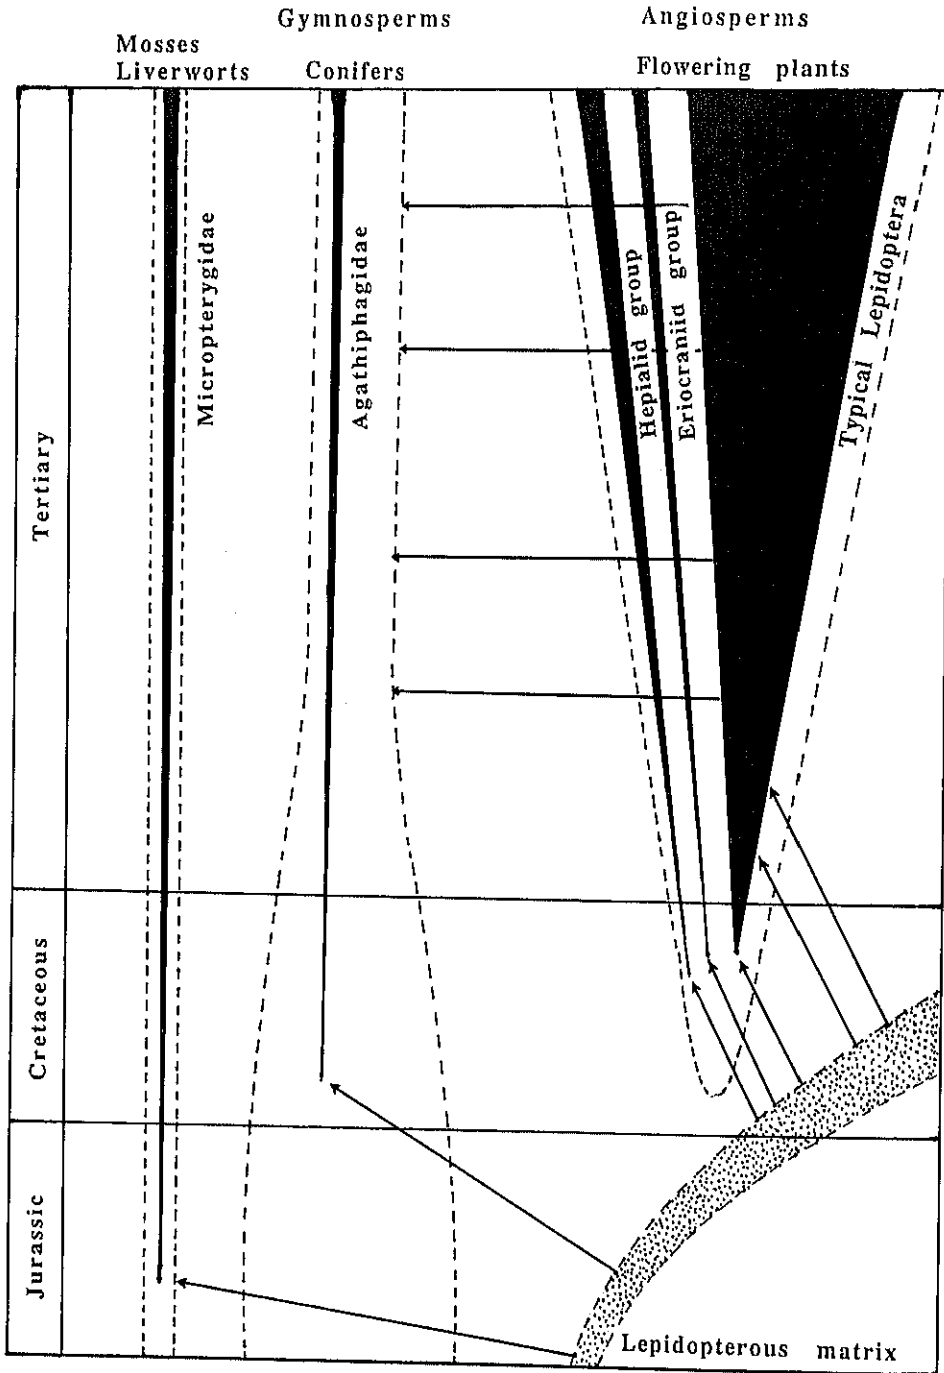 Gymnosperms
Angiosperms
Mosses
Liverworts
Conifers
Flowering plants
Tertiary
Cretaceous
Jurassic
Micropterygidae
Agathiphagidae
Hepialid group
Eriocraniid group
Typical Lepidoptera
Lepidopterous matrix